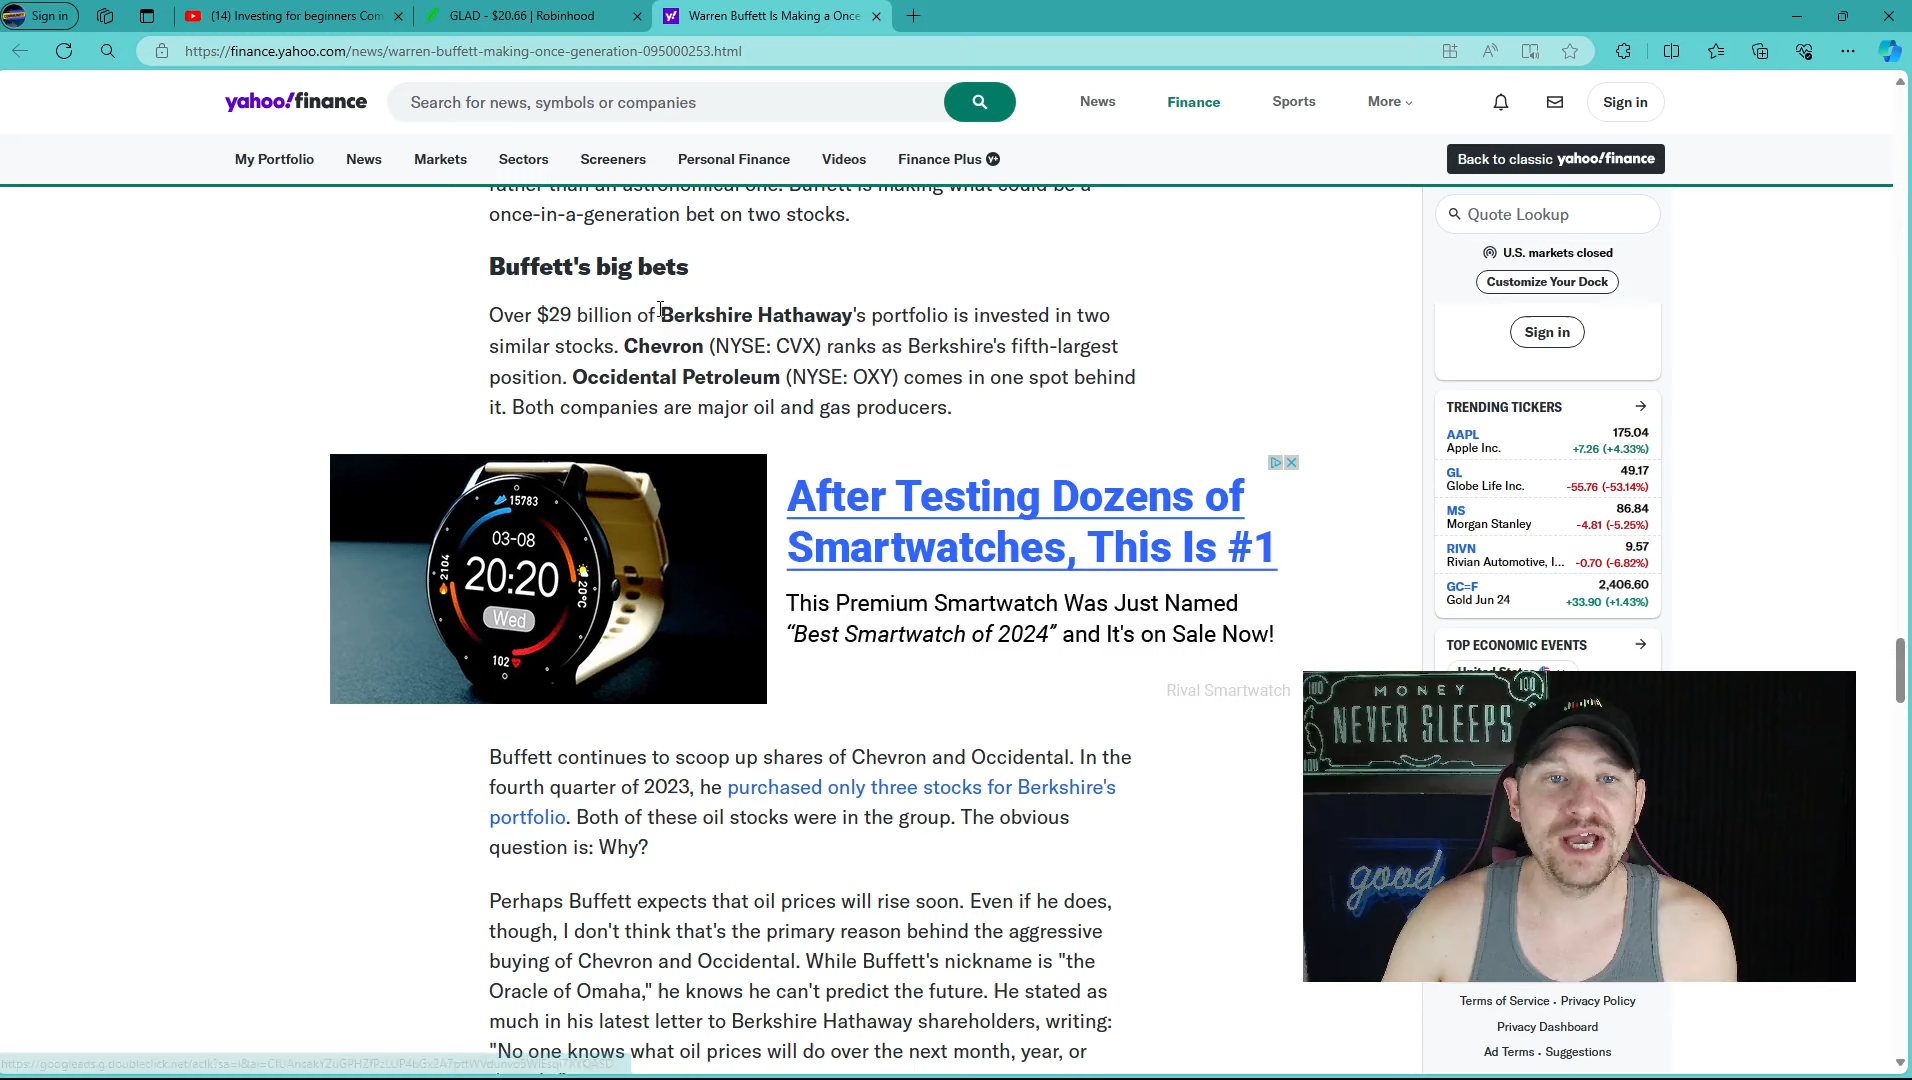 Sign in
(14) Investing for beginners Com
GLAD - $20.66 | Robinhood
Warren Buffett Is Making a Once
https://finance.yahoo.com/news/warren-buffett-making-once-generation-095000253.html
yahoo!finance
Search for news, symbols or companies
News
Finance
Sports
More
Sign in
My Portfolio
News
Markets
Sectors
Screeners
Personal Finance
Videos
Finance Plus
Back to classic yahoo!finance
rather than an astronomical one. Buffett is making what could be a
once-in-a-generation bet on two stocks.
Buffett's big bets
Over $29 billion of Berkshire Hathaway's portfolio is invested in two
similar stocks. Chevron (NYSE: CVX) ranks as Berkshire's fifth-largest
position. Occidental Petroleum (NYSE: OXY) comes in one spot behind
it. Both companies are major oil and gas producers.
15783
03-08
20:20
Wed
2104
20°C
102
After Testing Dozens of
Smartwatches, This Is #1
This Premium Smartwatch Was Just Named
“Best Smartwatch of 2024” and It's on Sale Now!
Rival Smartwatch
Buffett continues to scoop up shares of Chevron and Occidental. In the
fourth quarter of 2023, he purchased only three stocks for Berkshire's
portfolio. Both of these oil stocks were in the group. The obvious
question is: Why?
Perhaps Buffett expects that oil prices will rise soon. Even if he does,
though, I don't think that's the primary reason behind the aggressive
buying of Chevron and Occidental. While Buffett's nickname is "the
Oracle of Omaha," he knows he can't predict the future. He stated as
much in his latest letter to Berkshire Hathaway shareholders, writing:
"No one knows what oil prices will do over the next month, year, or
Quote Lookup
U.S. markets closed
Customize Your Dock
Sign in
TRENDING TICKERS
AAPL 175.04
Apple Inc. +7.26 (+4.33%)
GL 49.17
Globe Life Inc. -55.76 (-53.14%)
MS 86.84
Morgan Stanley -4.81 (-5.25%)
RIVN 9.57
Rivian Automotive, I... -0.70 (-6.82%)
GC=F 2,406.60
Gold Jun 24 +33.90 (+1.43%)
TOP ECONOMIC EVENTS
United States
100
MONEY
100
NEVER SLEEPS
good
Terms of Service • Privacy Policy
Privacy Dashboard
Ad Terms • Suggestions